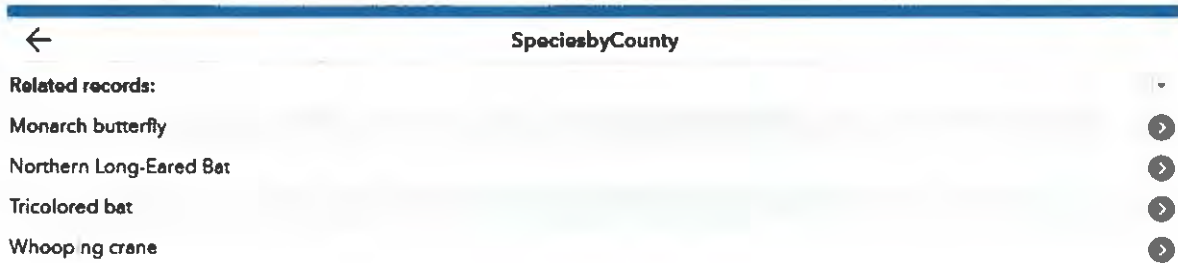 SpeciesbyCounty
Related records:
Monarch butterfly
Northern Long-Eared Bat
Tricolored bat
Whooping crane